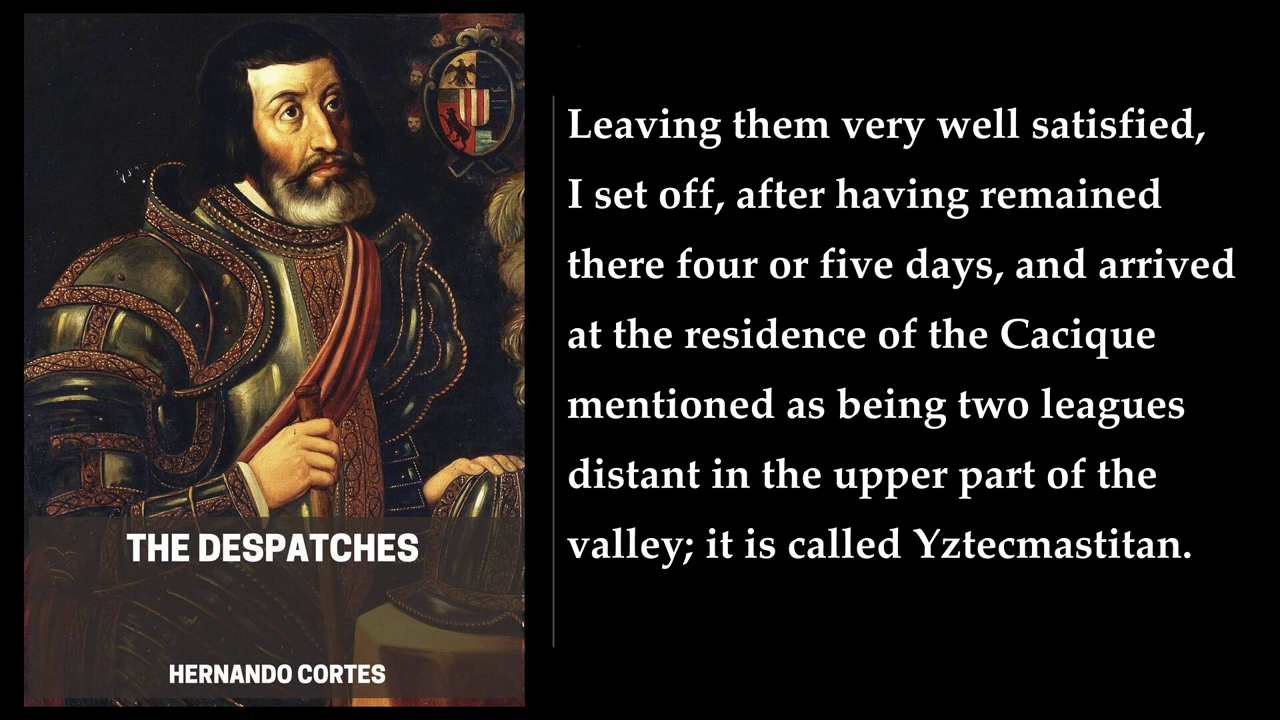 THE DESPATCHES
HERNANDO CORTES
Leaving them very well satisfied,
I set off, after having remained
there four or five days, and arrived
at the residence of the Cacique
mentioned as being two leagues
distant in the upper part of the
valley; it is called Yztecmastitan.